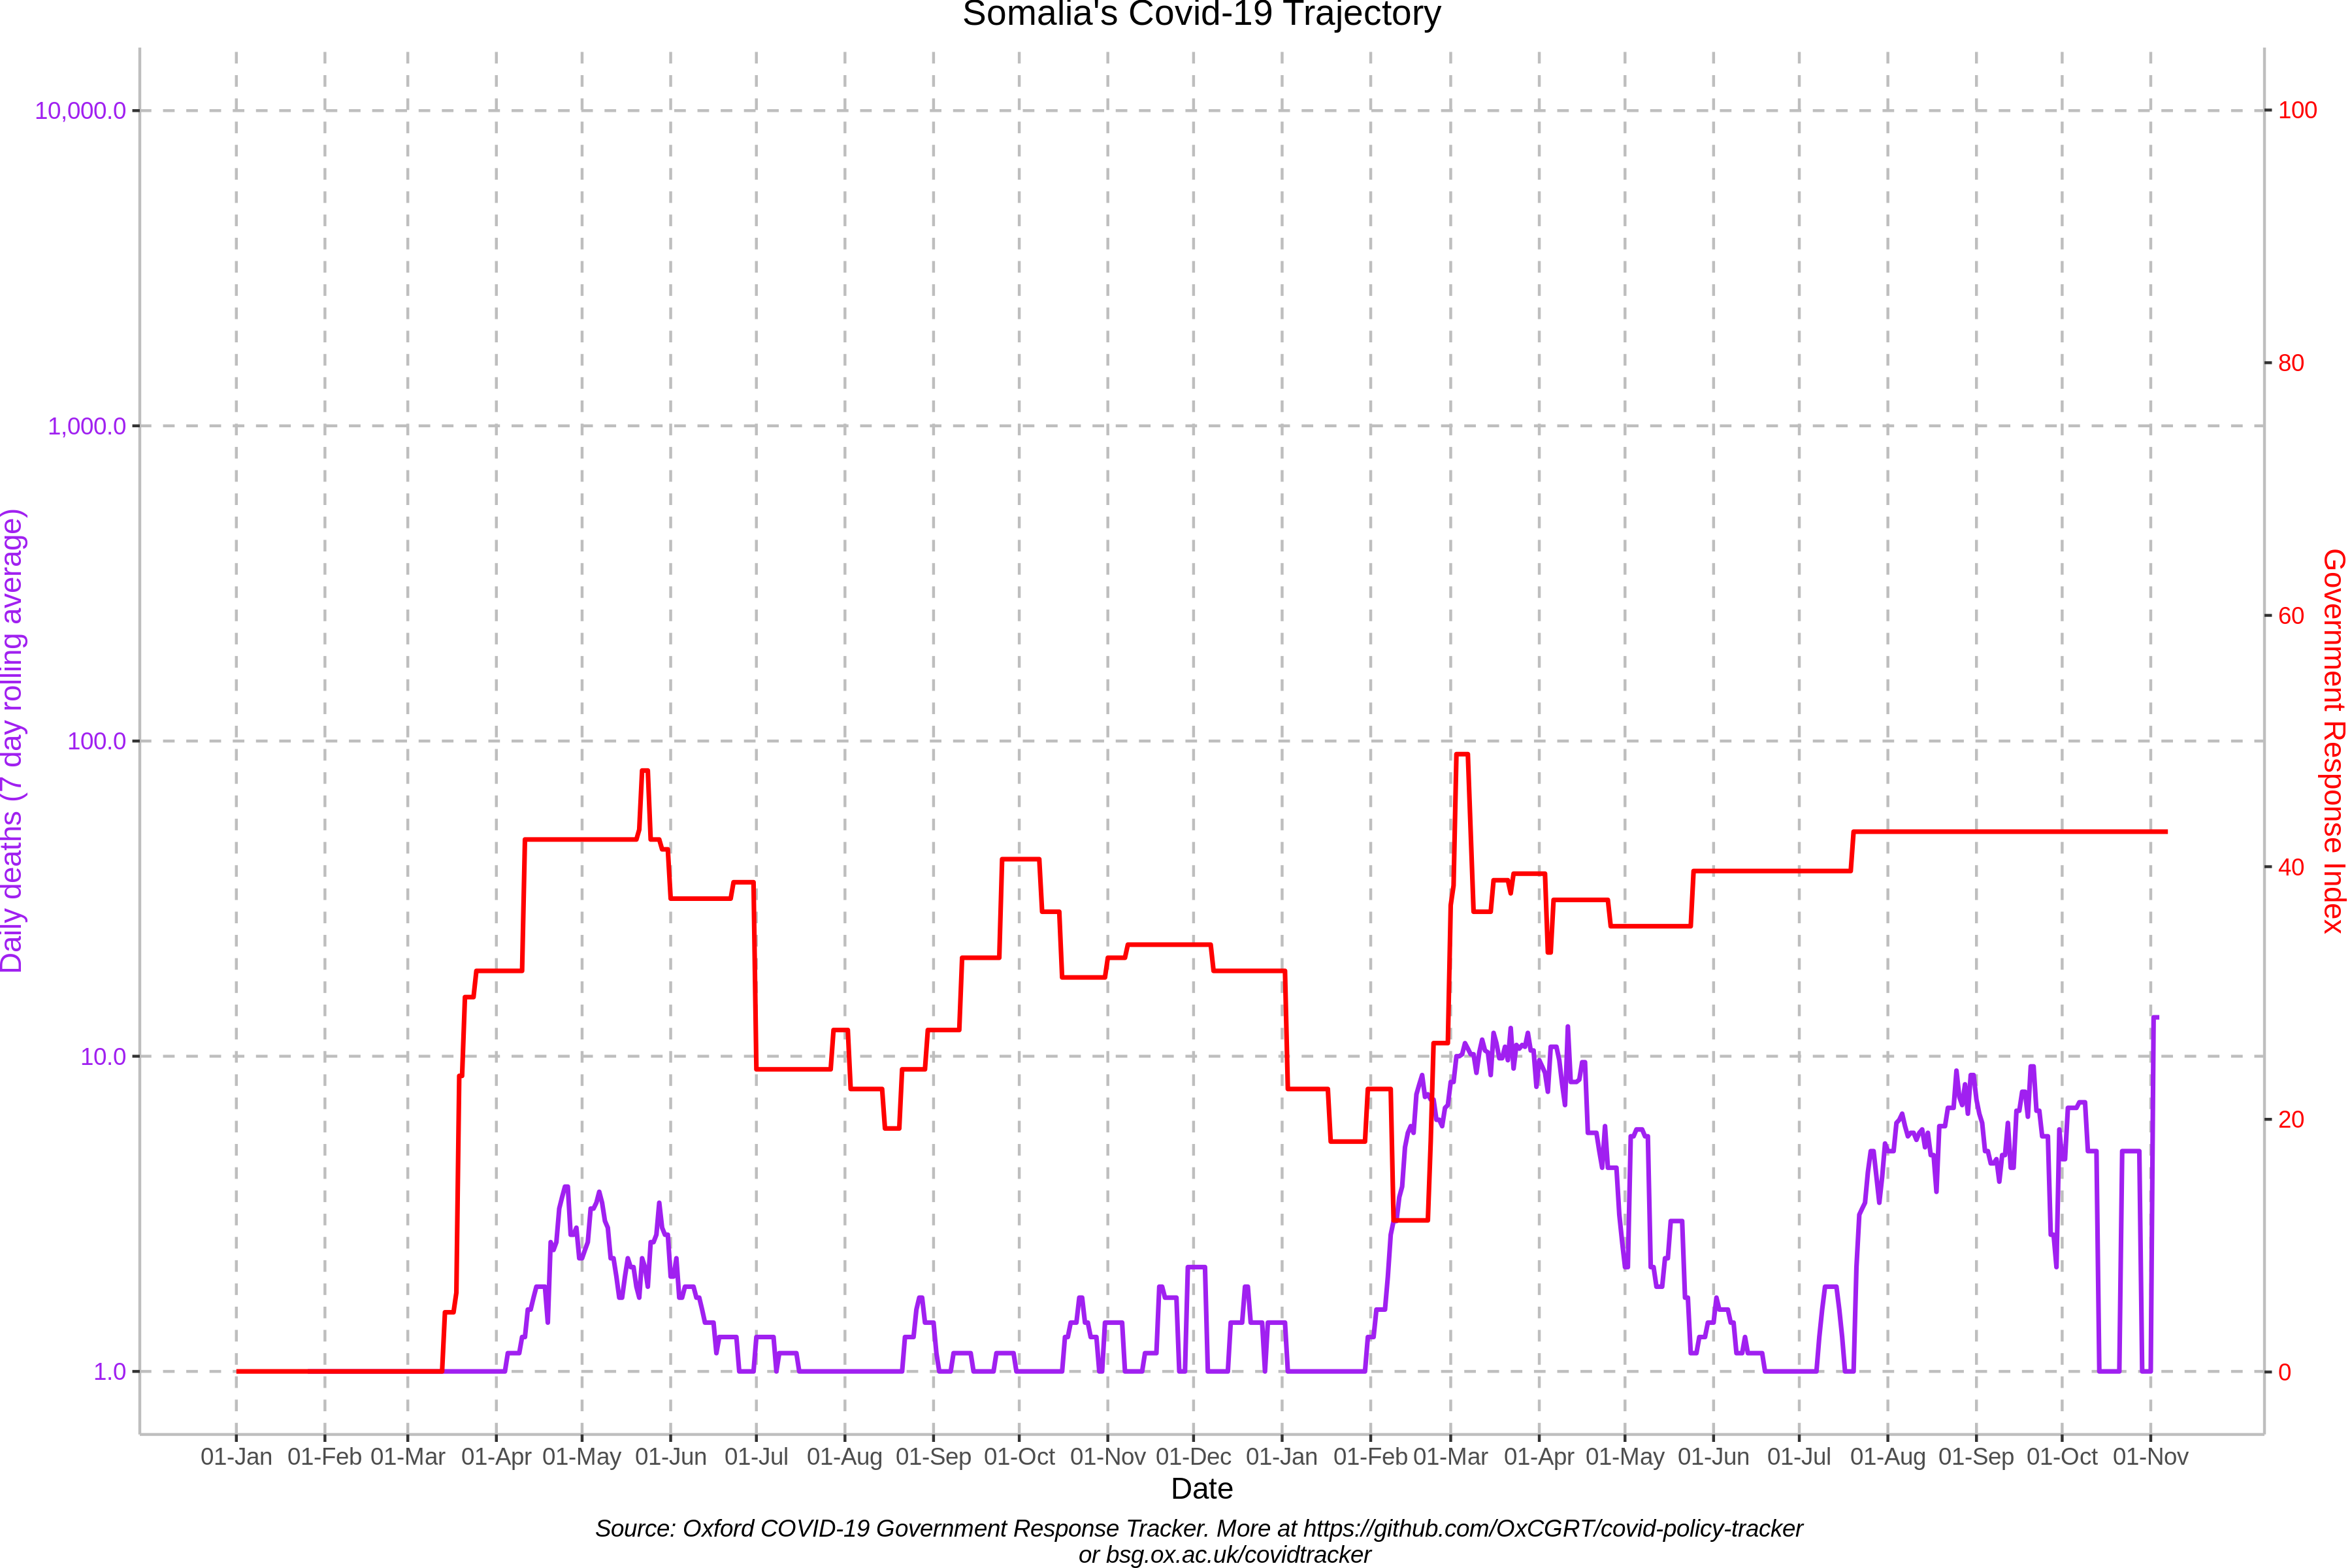 Somalia's Covid-19 Trajectory
10,000.0
1,000.0
100.0
10.0
1.0
Daily deaths (7 day rolling average)
100
80
60
40
20
0
Government Response Index
01-Jan 01-Feb 01-Mar 01-Apr 01-May 01-Jun 01-Jul 01-Aug 01-Sep 01-Oct 01-Nov 01-Dec 01-Jan 01-Feb 01-Mar 01-Apr 01-May 01-Jun 01-Jul 01-Aug 01-Sep 01-Oct 01-Nov
Date
Source: Oxford COVID-19 Government Response Tracker. More at https://github.com/OxCGRT/covid-policy-tracker
or bsg.ox.ac.uk/covidtracker